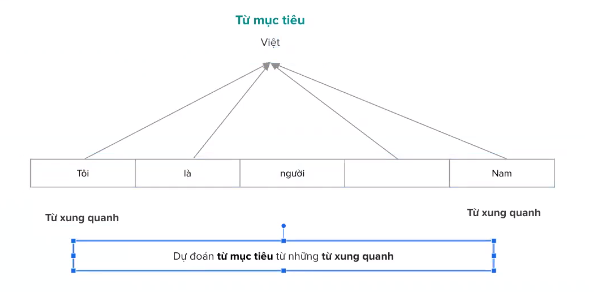 Từ mục tiêu
Việt
Tôi là người Nam
Từ xung quanh Từ xung quanh
Dự đoán từ mục tiêu từ những từ xung quanh